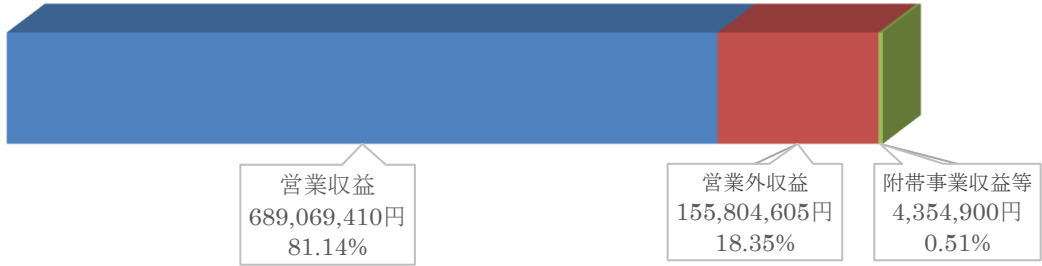 営業収益
689,069,410円
81.14%
営業外収益
155,804,605円
18.35%
附帯事業収益等
4,354,900円
0.51%